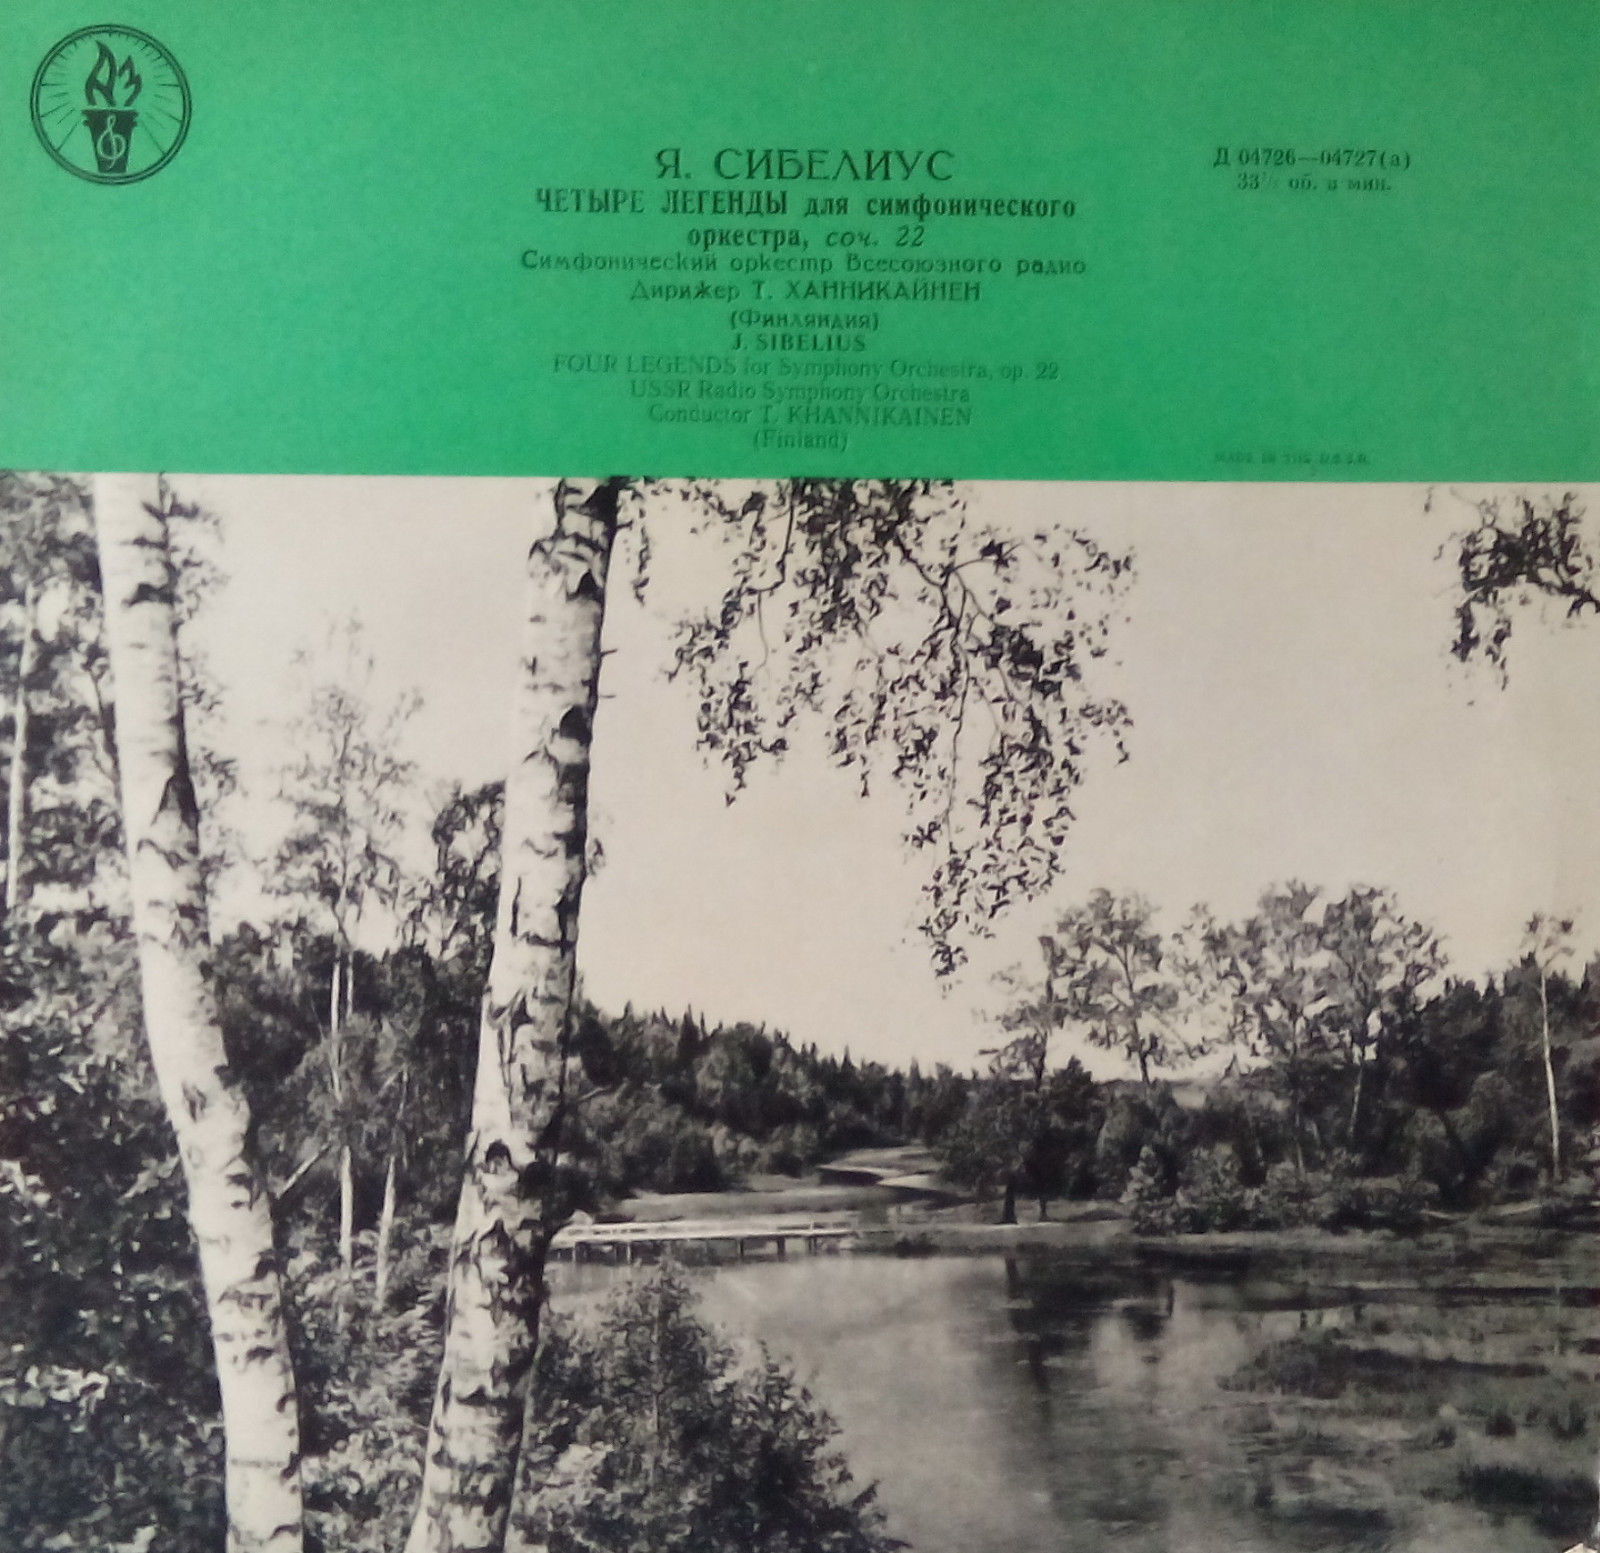 АЗ
Я. СИБЕЛИУС
ЧЕТЫРЕ ЛЕГЕНДЫ для симфонического
оркестра, соч. 22
Симфонический оркестр Всесоюзного радио
Дирижер Т. ХАННИКАЙНЕН
(Финляндия)
J. SIBELIUS
FOUR LEGENDS for Symphony Orchestra, op. 22
USSR Radio Symphony Orchestra
Conductor T. KHANNIKAINEN
(Finland)
Д 04726—04727(а)
33⅓ об. в мин.
MADE IN THE U.S.S.R.